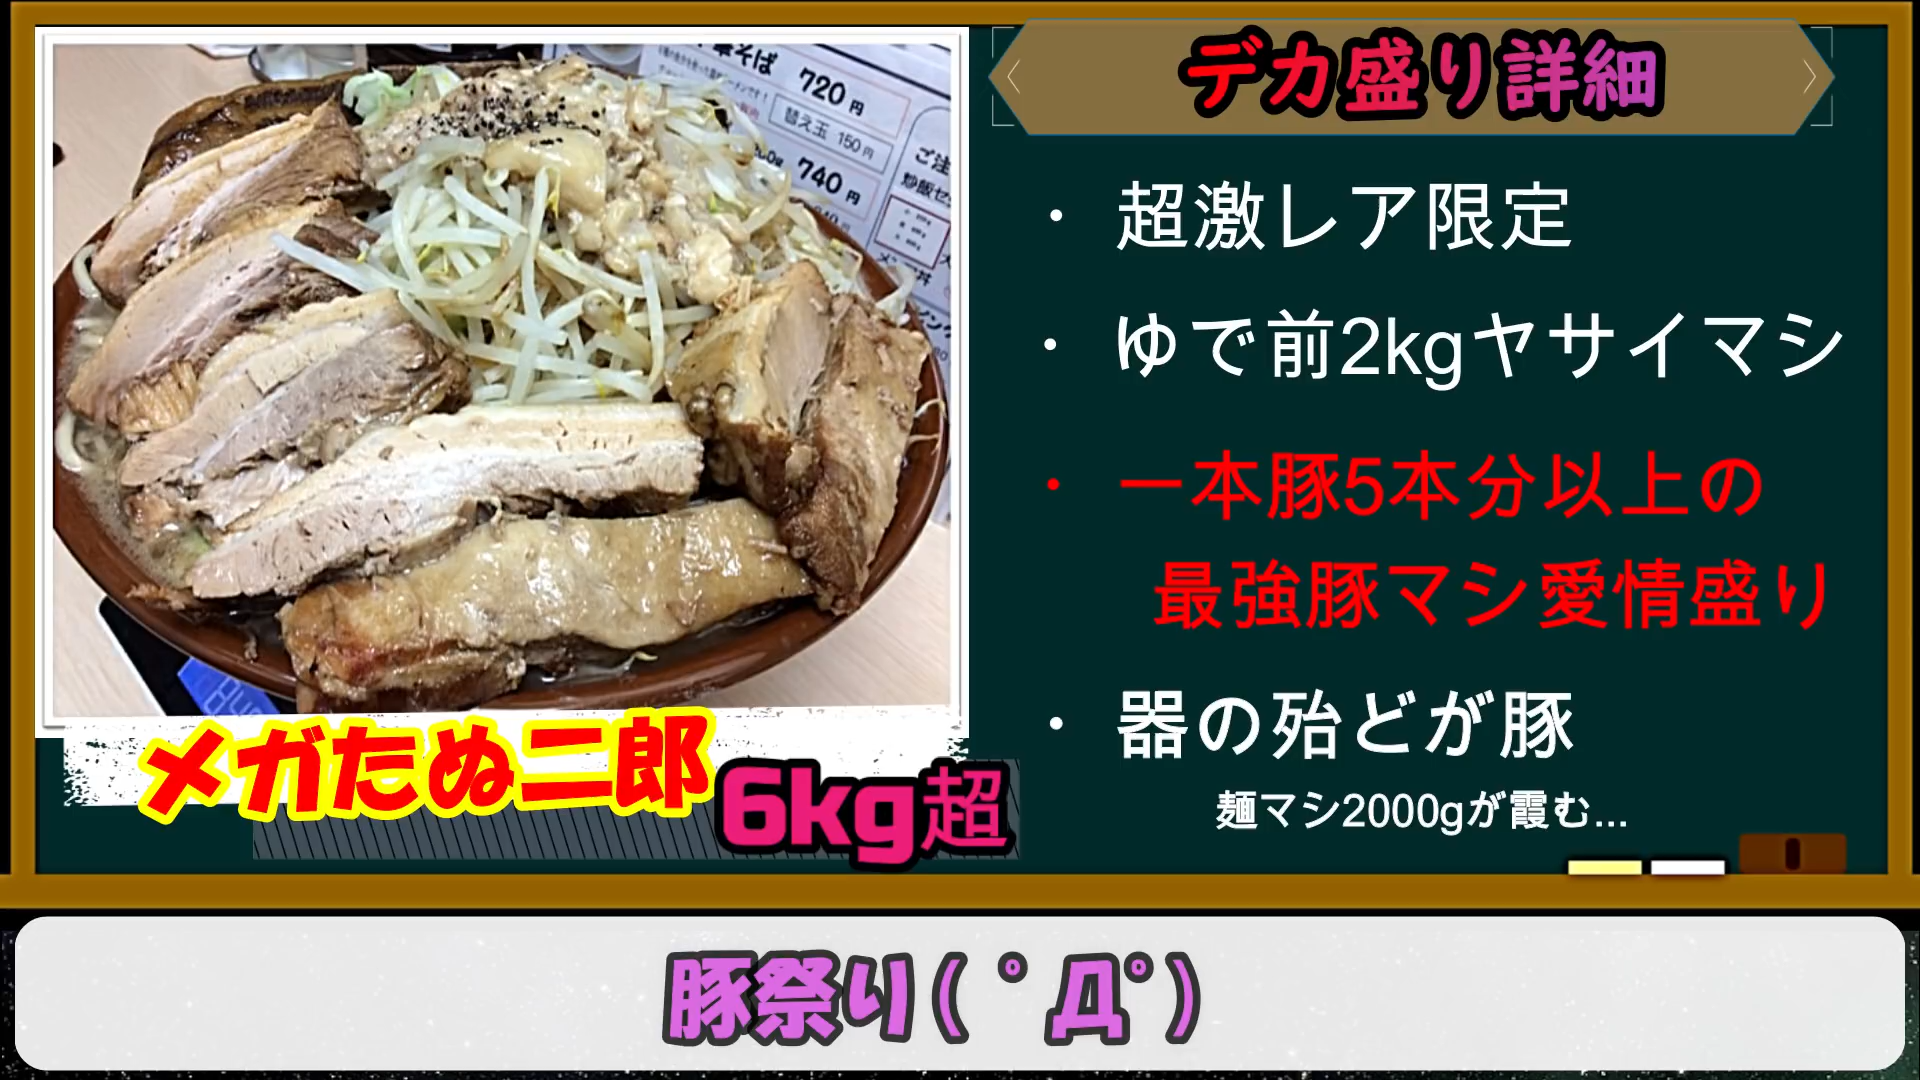 デカ盛り詳細
・超激レア限定
・ゆで前2kgヤサイマシ
・一本豚5本分以上の
最強豚マシ愛情盛り
・器の殆どが豚
麺マシ2000gが霞む...
そば 720円
替え玉 150円
740円
メガたぬ二郎
6kg超
豚祭り( ﾟДﾟ)